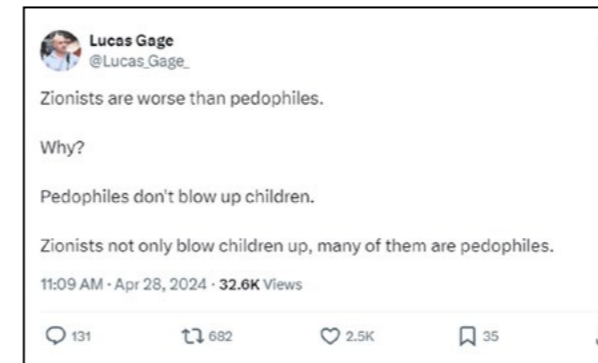 Lucas Gage
@Lucas_Gage_
Zionists are worse than pedophiles.
Why?
Pedophiles don't blow up children.
Zionists not only blow children up, many of them are pedophiles.
11:09 AM · Apr 28, 2024 · 32.6K Views
131 682 2.5K 35